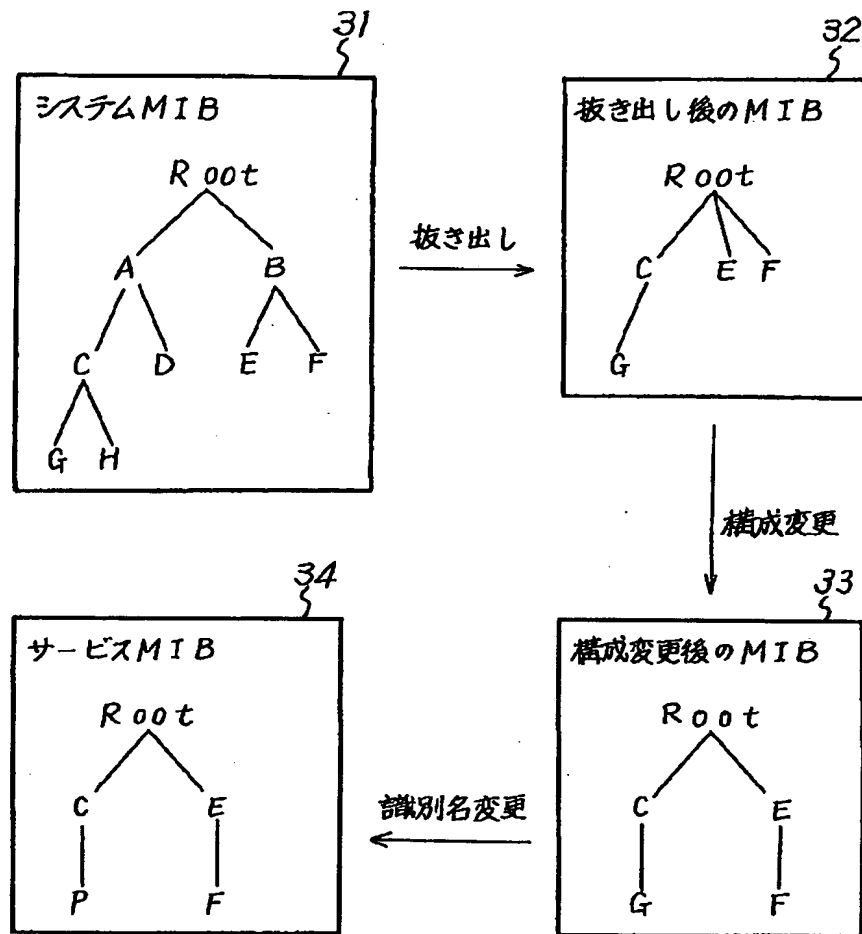 31
システムMIB
Root
A B
C D E F
G H
抜き出し
32
抜き出し後のMIB
Root
C E F
G
構成変更
33
構成変更後のMIB
Root
C E
G F
識別名変更
34
サービスMIB
Root
C E
P F